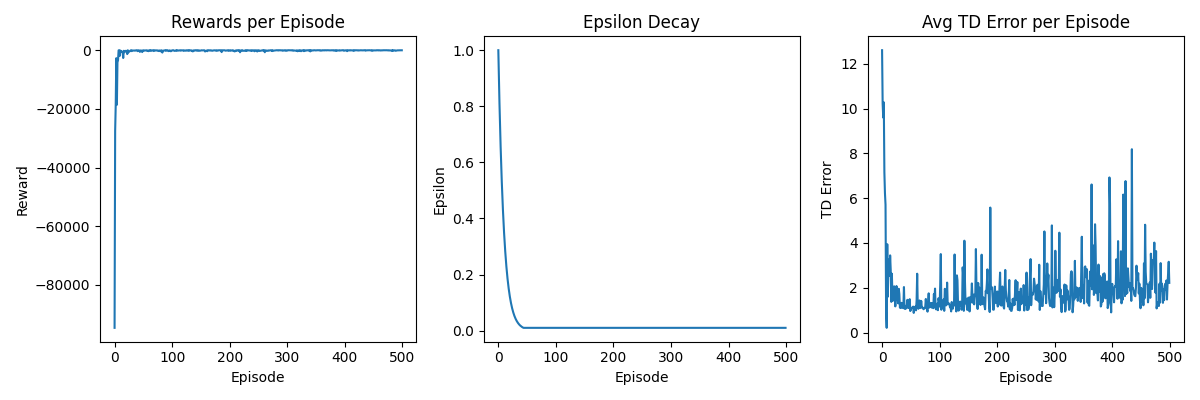 Rewards per Episode
0
−20000
−40000
−60000
−80000
Reward
0 100 200 300 400 500
Episode
Epsilon Decay
1.0
0.8
0.6
0.4
0.2
0.0
Epsilon
0 100 200 300 400 500
Episode
Avg TD Error per Episode
12
10
8
6
4
2
0
TD Error
0 100 200 300 400 500
Episode